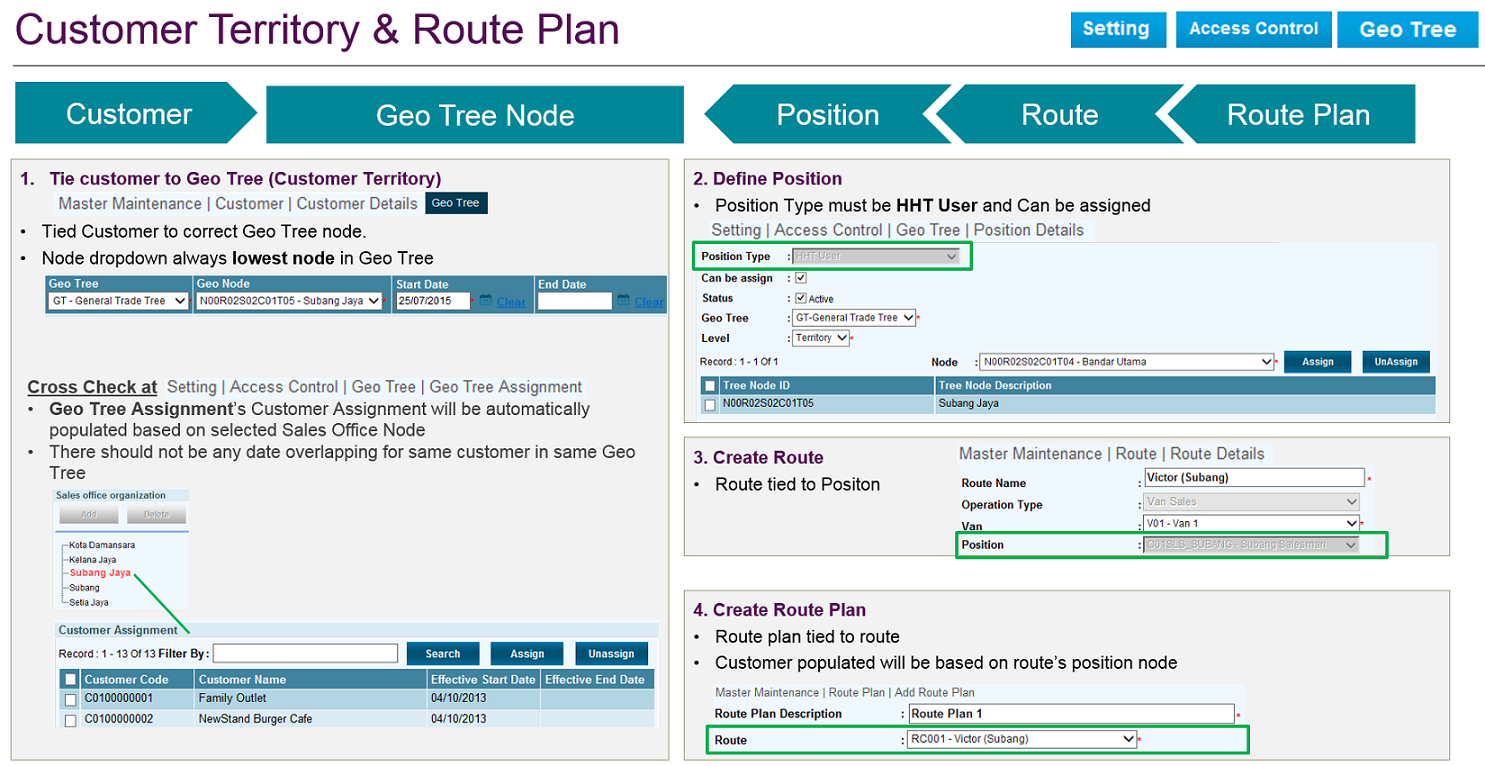 Customer Territory & Route Plan
Setting
Access Control
Geo Tree
Customer
Geo Tree Node
Position
Route
Route Plan
1. Tie customer to Geo Tree (Customer Territory)
Master Maintenance | Customer | Customer Details
Geo Tree
• Tied Customer to correct Geo Tree node.
• Node dropdown always lowest node in Geo Tree
Geo Tree Geo Node Start Date End Date
GT - General Trade Tree N00R02S02C01T05 - Subang Jaya * 25/07/2015 * Clear Clear
Cross Check at Setting | Access Control | Geo Tree | Geo Tree Assignment
• Geo Tree Assignment's Customer Assignment will be automatically
populated based on selected Sales Office Node
• There should not be any date overlapping for same customer in same Geo
Tree
Sales office organization
Add Delete
Kota Damansara
Kelana Jaya
Subang Jaya
Subang
Setia Jaya
Customer Assignment
Record : 1 - 13 Of 13 Filter By : Search Assign Unassign
Customer Code Customer Name Effective Start Date Effective End Date
C0100000001 Family Outlet 04/10/2013
C0100000002 NewStand Burger Cafe 04/10/2013
2. Define Position
• Position Type must be HHT User and Can be assigned
Setting | Access Control | Geo Tree | Position Details
Position Type : HHT User
Can be assign :
Status : Active
Geo Tree : GT-General Trade Tree *
Level : Territory *
Record : 1 - 1 Of 1 Node : N00R02S02C01T04 - Bandar Utama * Assign UnAssign
Tree Node ID Tree Node Description
N00R02S02C01T05 Subang Jaya
3. Create Route
• Route tied to Positon
Master Maintenance | Route | Route Details
Route Name : Victor (Subang) *
Operation Type : Van Sales
Van : V01 - Van 1 *
Position : G01SLS_SUBANG - Subang Salesman
4. Create Route Plan
• Route plan tied to route
• Customer populated will be based on route's position node
Master Maintenance | Route Plan | Add Route Plan
Route Plan Description : Route Plan 1 *
Route : RC001 - Victor (Subang) *